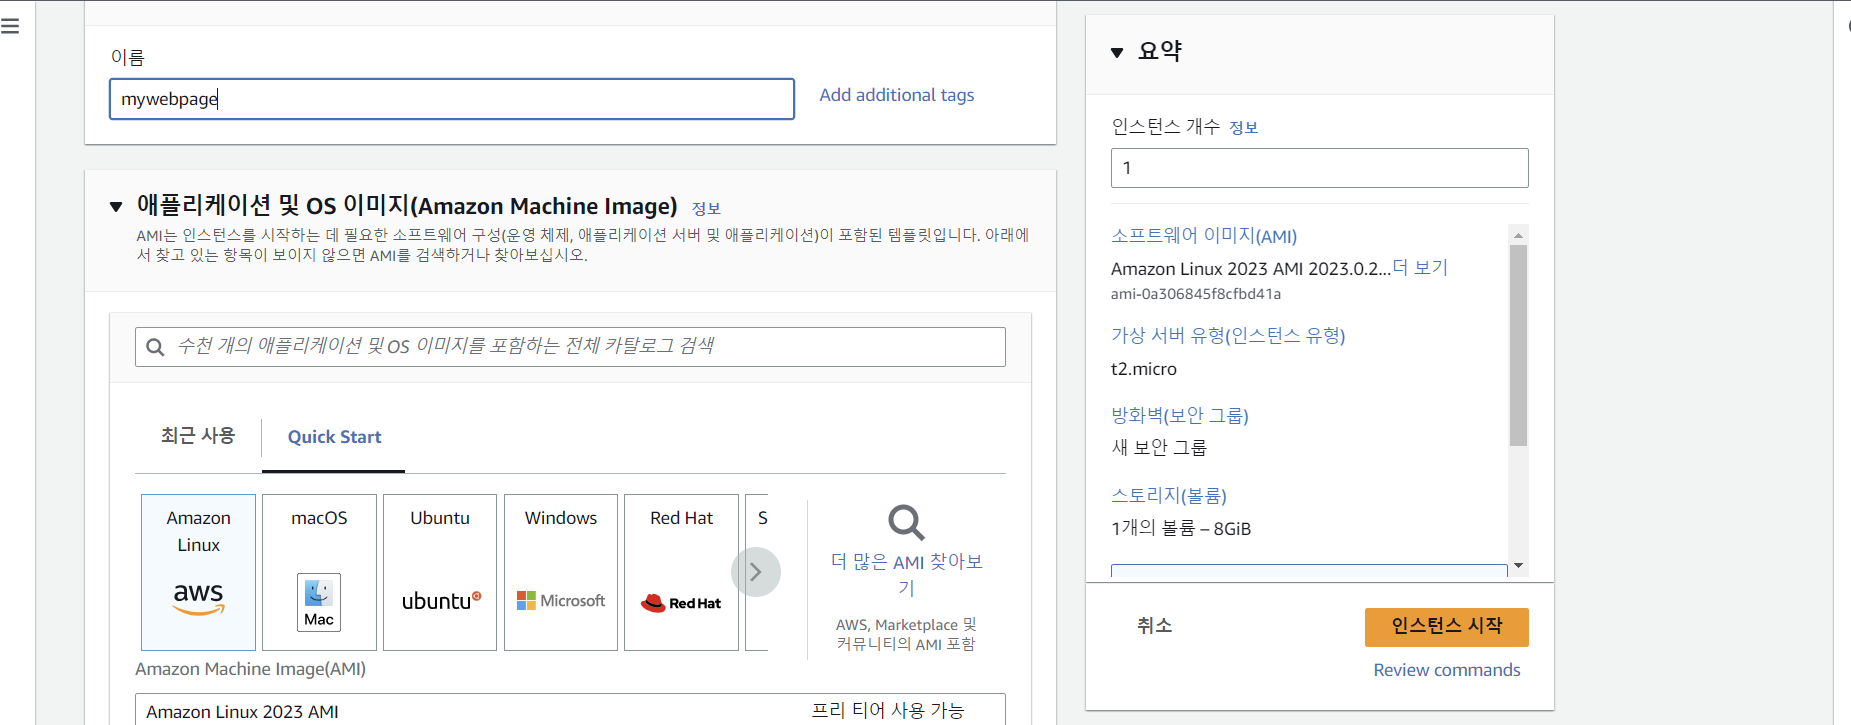 이름
mywebpage
Add additional tags
애플리케이션 및 OS 이미지(Amazon Machine Image) 정보
AMI는 인스턴스를 시작하는 데 필요한 소프트웨어 구성(운영 체제, 애플리케이션 서버 및 애플리케이션)이 포함된 템플릿입니다. 아래에
서 찾고 있는 항목이 보이지 않으면 AMI를 검색하거나 찾아보십시오.
수천 개의 애플리케이션 및 OS 이미지를 포함하는 전체 카탈로그 검색
최근 사용
Quick Start
Amazon
Linux
aws
macOS
Mac
Ubuntu
ubuntu
Windows
Microsoft
Red Hat
Red Hat
S
더 많은 AMI 찾아보
기
AWS, Marketplace 및
커뮤니티의 AMI 포함
Amazon Machine Image(AMI)
Amazon Linux 2023 AMI
프리 티어 사용 가능
요약
인스턴스 개수 정보
1
소프트웨어 이미지(AMI)
Amazon Linux 2023 AMI 2023.0.2...더 보기
ami-0a306845f8cfbd41a
가상 서버 유형(인스턴스 유형)
t2.micro
방화벽(보안 그룹)
새 보안 그룹
스토리지(볼륨)
1개의 볼륨 – 8GiB
취소
인스턴스 시작
Review commands